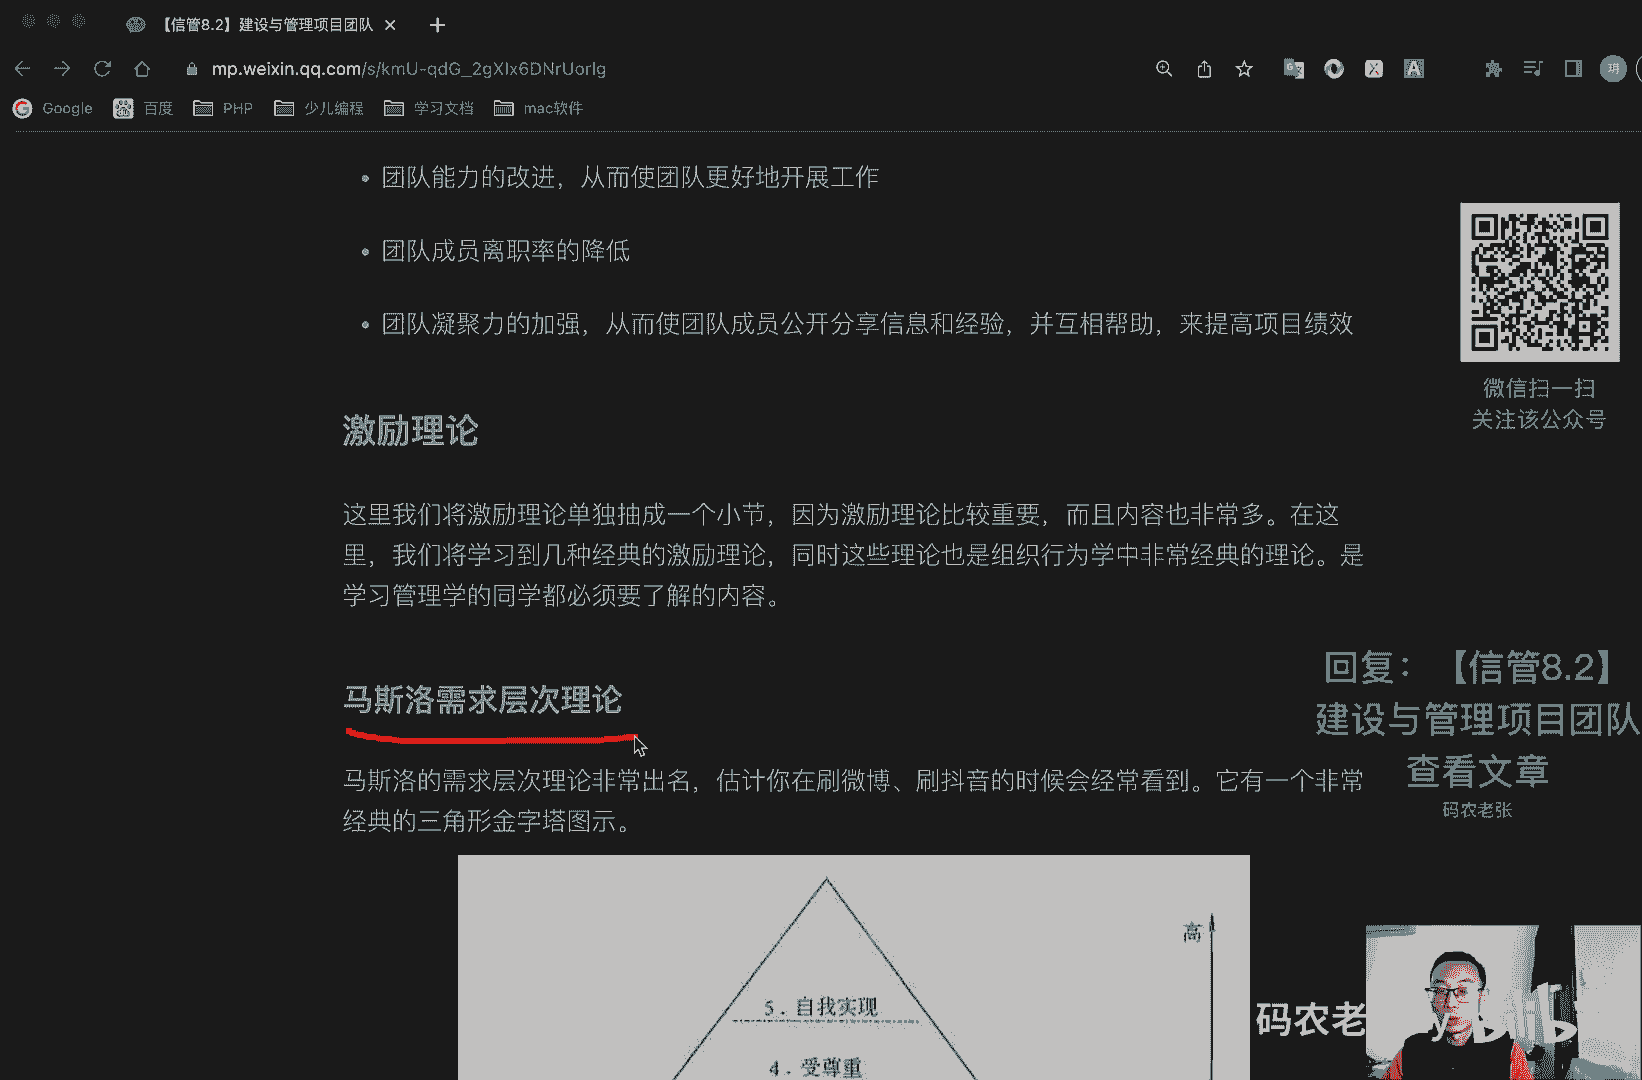 【信管8.2】建设与管理项目团队
mp.weixin.qq.com/s/kmU-qdG_2gXIx6DNrUorlg
Google 百度 PHP 少儿编程 学习文档 mac软件
团队能力的改进，从而使团队更好地开展工作
团队成员离职率的降低
团队凝聚力的加强，从而使团队成员公开分享信息和经验，并互相帮助，来提高项目绩效
微信扫一扫
关注该公众号
激励理论
这里我们将激励理论单独抽成一个小节，因为激励理论比较重要，而且内容也非常多。在这
里，我们将学习到几种经典的激励理论，同时这些理论也是组织行为学中非常经典的理论。是
学习管理学的同学都必须要了解的内容。
回复：【信管8.2】
建设与管理项目团队
查看文章
码农老张
马斯洛需求层次理论
马斯洛的需求层次理论非常出名，估计你在刷微博、刷抖音的时候会经常看到。它有一个非常
经典的三角形金字塔图示。
高
5．自我实现
4．受尊重
码农老